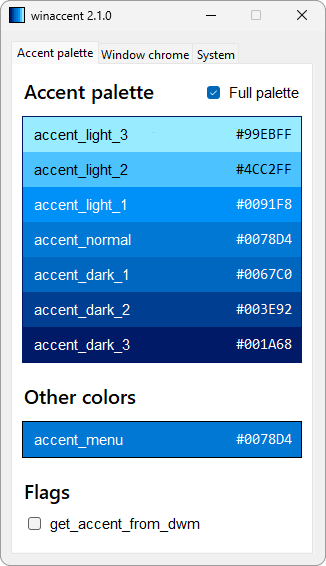 winaccent 2.1.0
Accent palette Window chrome System
Accent palette Full palette
accent_light_3 #99EBFF
accent_light_2 #4CC2FF
accent_light_1 #0091F8
accent_normal #0078D4
accent_dark_1 #0067C0
accent_dark_2 #003E92
accent_dark_3 #001A68
Other colors
accent_menu #0078D4
Flags
get_accent_from_dwm